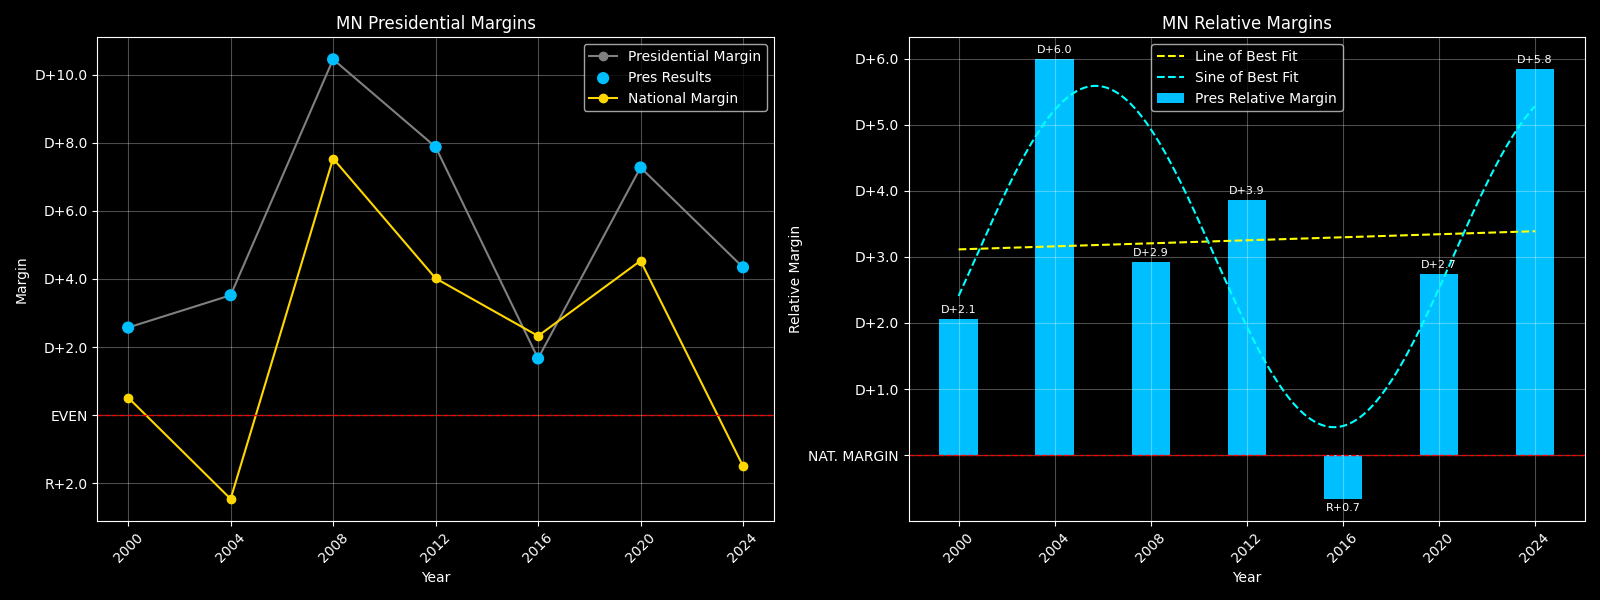 MN Presidential Margins
Presidential Margin
Pres Results
National Margin
D+10.0
D+8.0
D+6.0
D+4.0
D+2.0
EVEN
R+2.0
Margin
2000
2004
2008
2012
2016
2020
2024
Year
MN Relative Margins
Line of Best Fit
Sine of Best Fit
Pres Relative Margin
D+6.0
D+5.0
D+4.0
D+3.0
D+2.0
D+1.0
NAT. MARGIN
Relative Margin
D+2.1
D+6.0
D+2.9
D+3.9
R+0.7
D+2.7
D+5.8
2000
2004
2008
2012
2016
2020
2024
Year